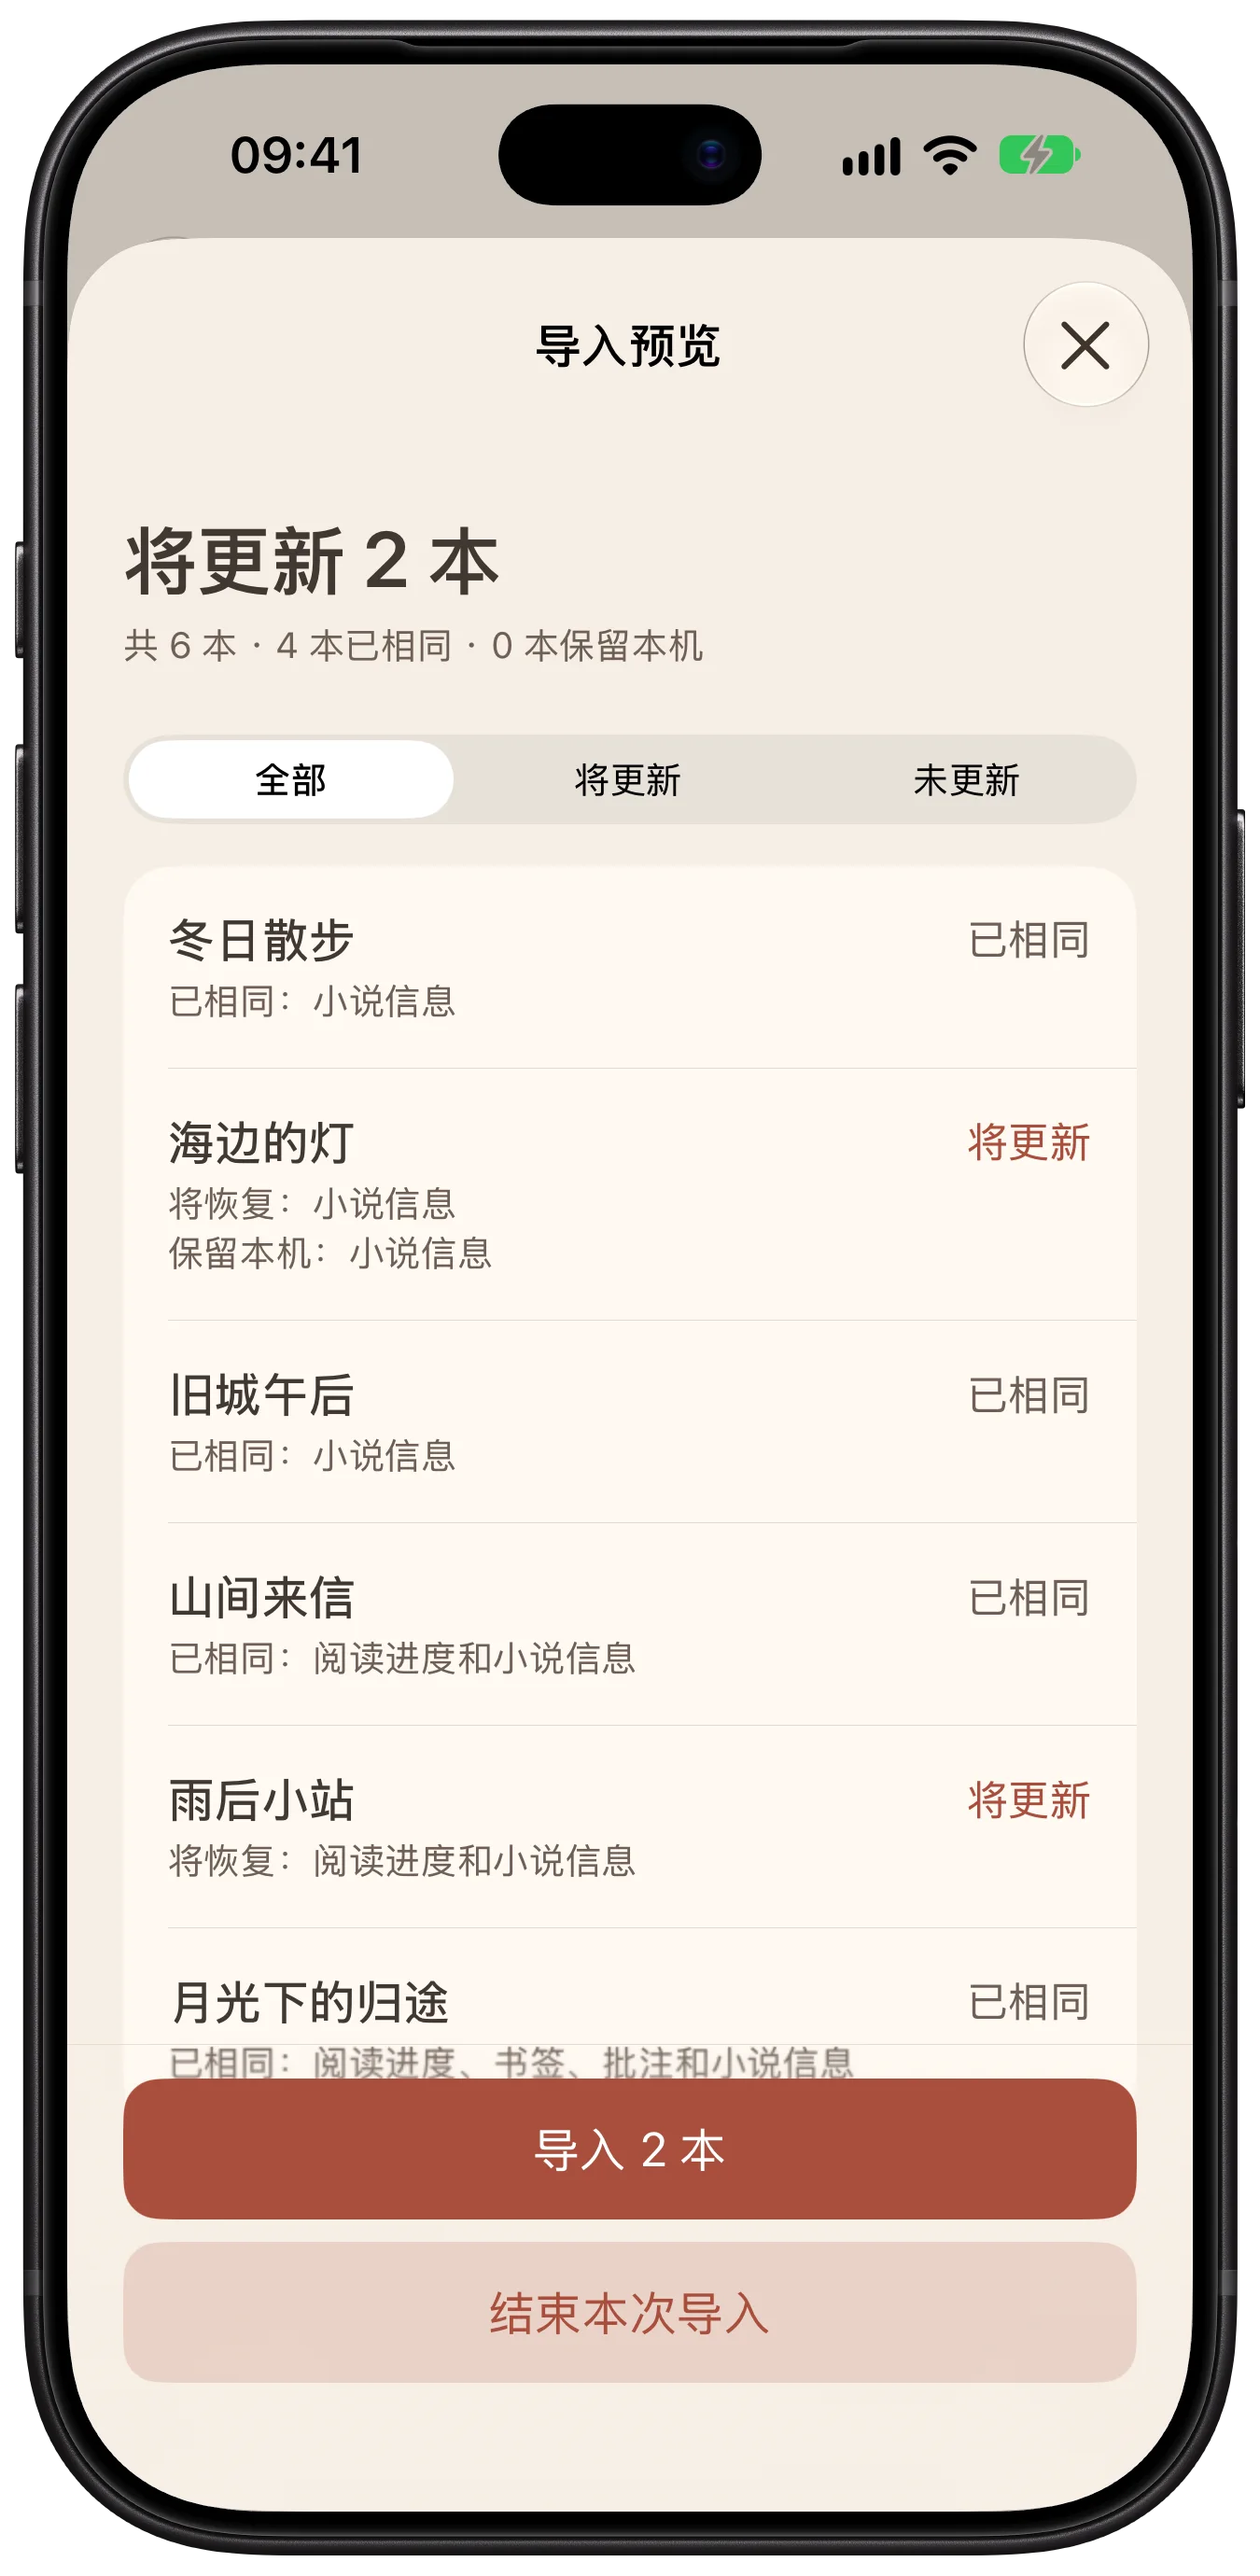 09:41
导入预览
将更新 2 本
共 6 本 · 4 本已相同 · 0 本保留本机
全部
将更新
未更新
冬日散步
已相同
已相同：小说信息
海边的灯
将更新
将恢复：小说信息
保留本机：小说信息
旧城午后
已相同
已相同：小说信息
山间来信
已相同
已相同：阅读进度和小说信息
雨后小站
将更新
将恢复：阅读进度和小说信息
月光下的归途
已相同
已相同：阅读进度、书签、批注和小说信息
导入 2 本
结束本次导入